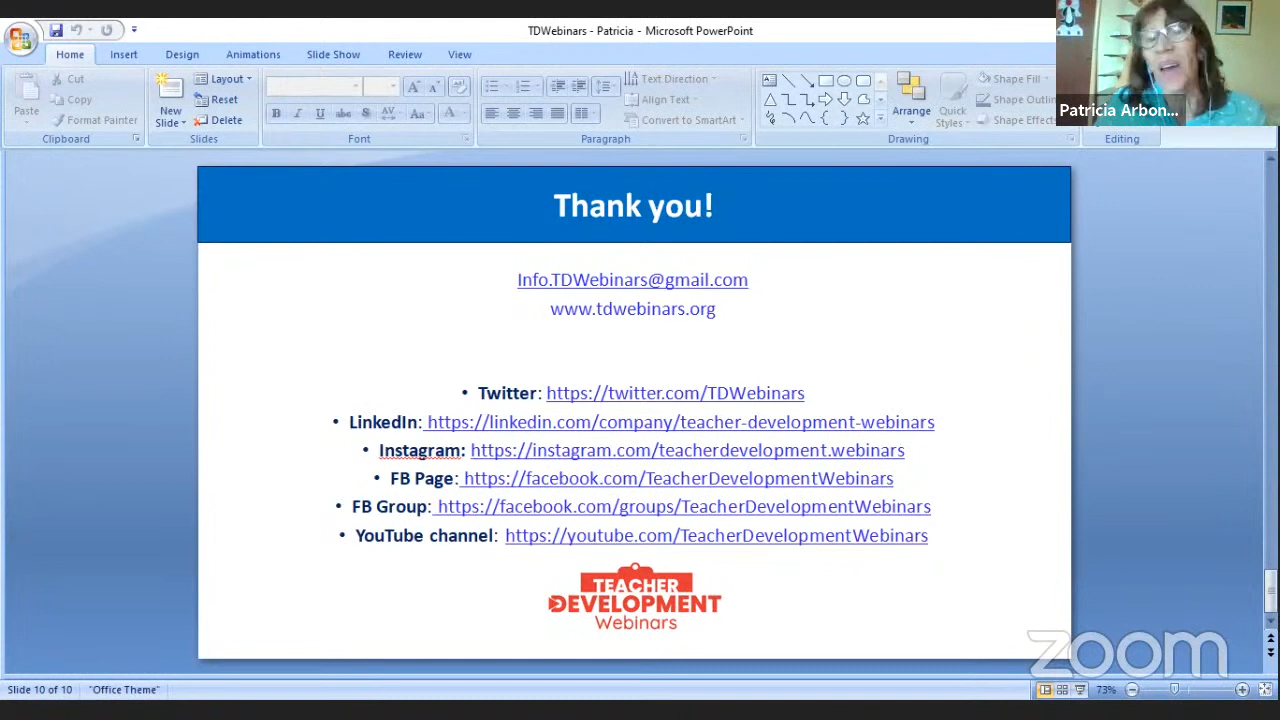 TDWebinars - Patricia - Microsoft PowerPoint
Home Insert Design Animations Slide Show Review View
Cut
Copy
Format Painter
Paste
Clipboard
New Slide
Layout
Reset
Delete
Slides
Font
Text Direction
Align Text
Convert to SmartArt
Paragraph
Arrange
Quick Styles
Shape Fill
Shape Outlin
Shape Effects
Drawing
Editing
Patricia Arbon...
Thank you!
Info.TDWebinars@gmail.com
www.tdwebinars.org
• Twitter: https://twitter.com/TDWebinars
• LinkedIn: https://linkedin.com/company/teacher-development-webinars
• Instagram: https://instagram.com/teacherdevelopment.webinars
• FB Page: https://facebook.com/TeacherDevelopmentWebinars
• FB Group: https://facebook.com/groups/TeacherDevelopmentWebinars
• YouTube channel: https://youtube.com/TeacherDevelopmentWebinars
TEACHER
DEVELOPMENT
Webinars
zoom
Slide 10 of 10 "Office Theme" 73%